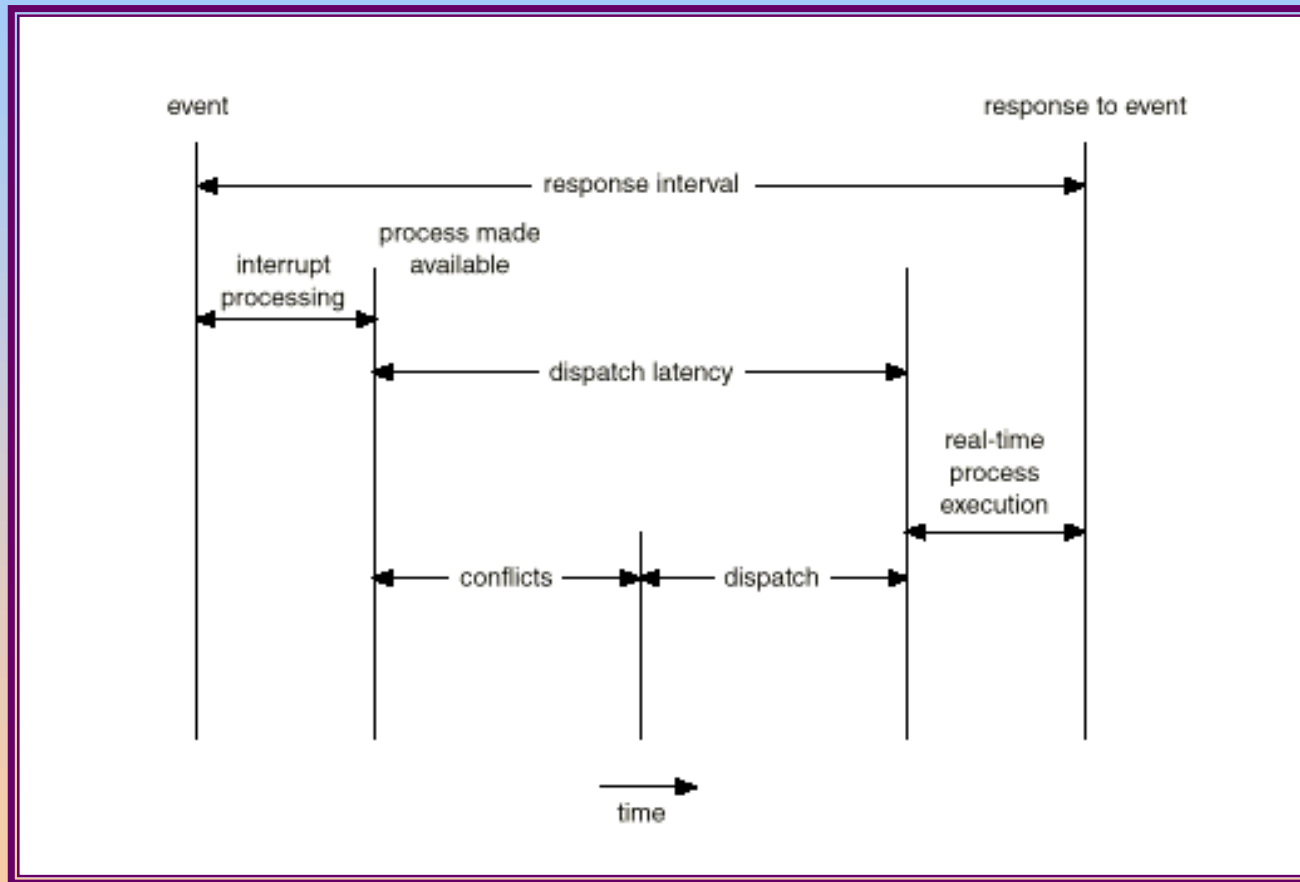 event
response to event
response interval
process made
available
interrupt
processing
dispatch latency
real-time
process
execution
conflicts
dispatch
time